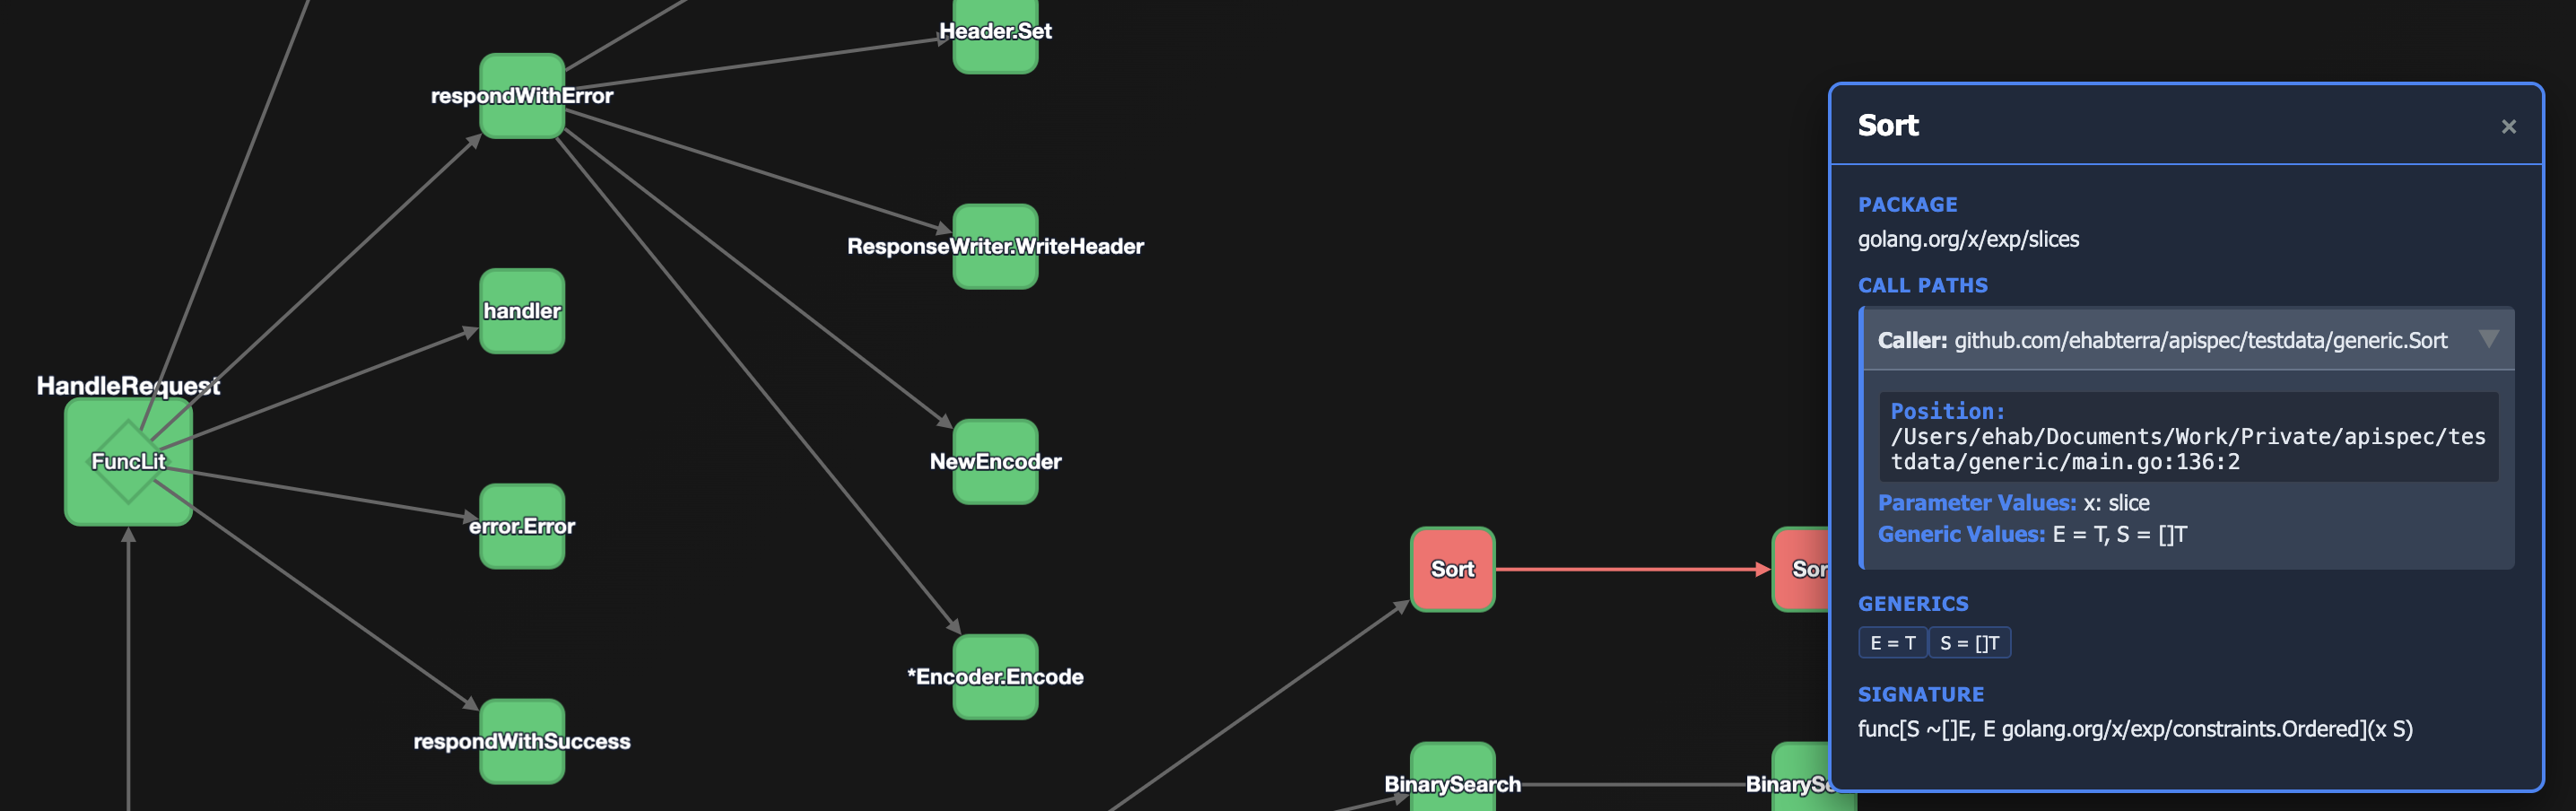 Header.Set
respondWithError
ResponseWriter.WriteHeader
handler
HandleRequest
FuncLit
NewEncoder
error.Error
Sort
Sor
*Encoder.Encode
respondWithSuccess
BinarySearch
BinarySe
Sort
×
PACKAGE
golang.org/x/exp/slices
CALL PATHS
Caller: github.com/ehabterra/apispec/testdata/generic.Sort
Position:
/Users/ehab/Documents/Work/Private/apispec/tes
tdata/generic/main.go:136:2
Parameter Values: x: slice
Generic Values: E = T, S = []T
GENERICS
E = T S = []T
SIGNATURE
func[S ~[]E, E golang.org/x/exp/constraints.Ordered](x S)